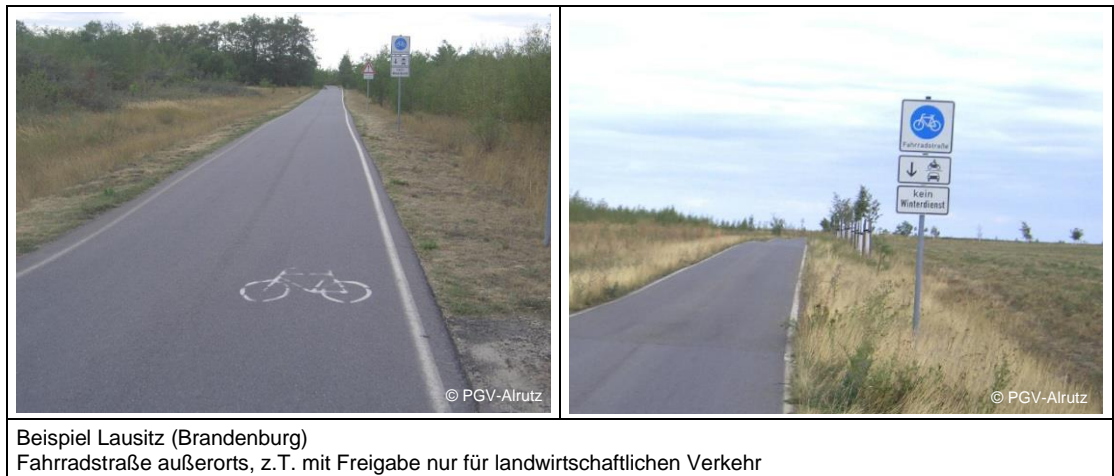 © PGV-Alrutz
Fahrradstraße
kein
Winterdienst
© PGV-Alrutz
Beispiel Lausitz (Brandenburg)
Fahrradstraße außerorts, z.T. mit Freigabe nur für landwirtschaftlichen Verkehr